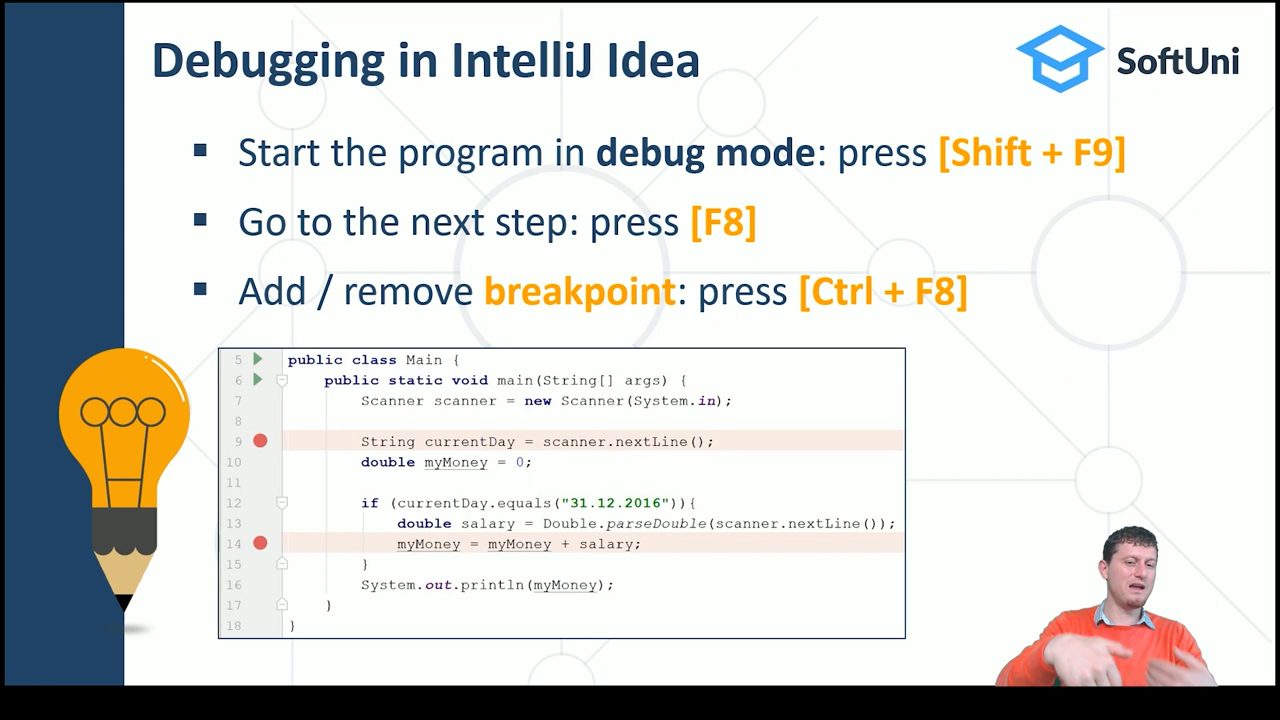 Debugging in IntelliJ Idea
SoftUni
▪ Start the program in debug mode: press [Shift + F9]
▪ Go to the next step: press [F8]
▪ Add / remove breakpoint: press [Ctrl + F8]
5 public class Main {
6 public static void main(String[] args) {
7 Scanner scanner = new Scanner(System.in);
8
9 String currentDay = scanner.nextLine();
10 double myMoney = 0;
11
12 if (currentDay.equals("31.12.2016")){
13 double salary = Double.parseDouble(scanner.nextLine());
14 myMoney = myMoney + salary;
15 }
16 System.out.println(myMoney);
17 }
18 }